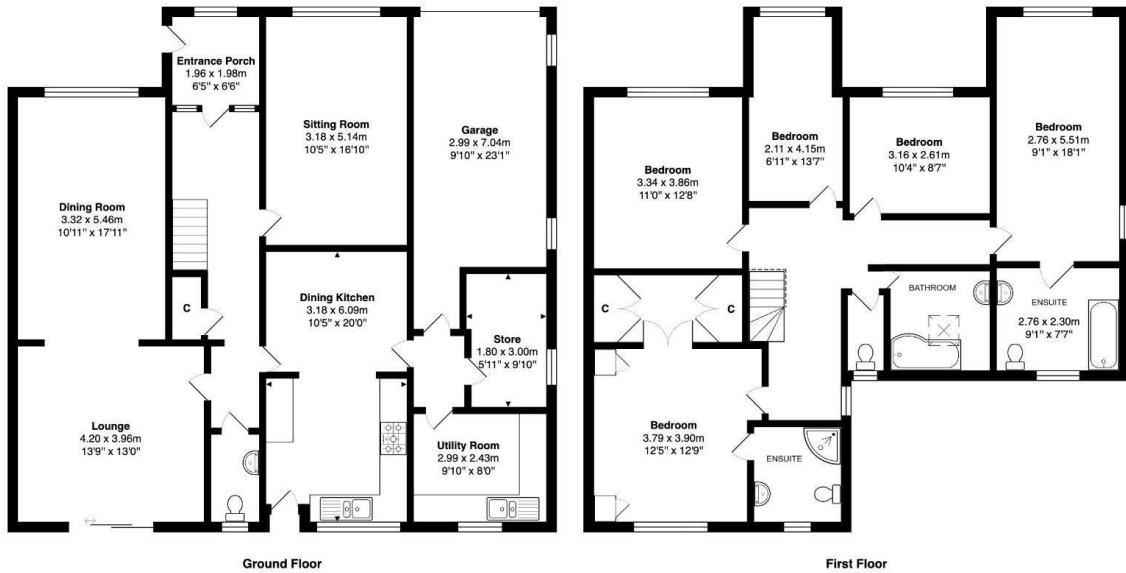 Entrance Porch
1.96 x 1.98m
6'5" x 6'6"
Sitting Room
3.18 x 5.14m
10'5" x 16'10"
Garage
2.99 x 7.04m
9'10" x 23'1"
Dining Room
3.32 x 5.46m
10'11" x 17'11"
C
Dining Kitchen
3.18 x 6.09m
10'5" x 20'0"
Store
1.80 x 3.00m
5'11" x 9'10"
Lounge
4.20 x 3.96m
13'9" x 13'0"
Utility Room
2.99 x 2.43m
9'10" x 8'0"
Ground Floor
Bedroom
3.34 x 3.86m
11'0" x 12'8"
Bedroom
2.11 x 4.15m
6'11" x 13'7"
Bedroom
3.16 x 2.61m
10'4" x 8'7"
Bedroom
2.76 x 5.51m
9'1" x 18'1"
C
C
BATHROOM
ENSUITE
2.76 x 2.30m
9'1" x 7'7"
Bedroom
3.79 x 3.90m
12'5" x 12'9"
ENSUITE
First Floor